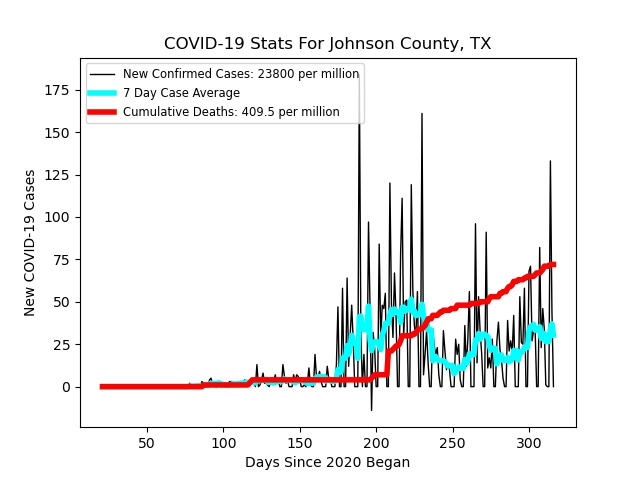 COVID-19 Stats For Johnson County, TX
New Confirmed Cases: 23800 per million
7 Day Case Average
Cumulative Deaths: 409.5 per million
New COVID-19 Cases
175
150
125
100
75
50
25
0
50 100 150 200 250 300
Days Since 2020 Began